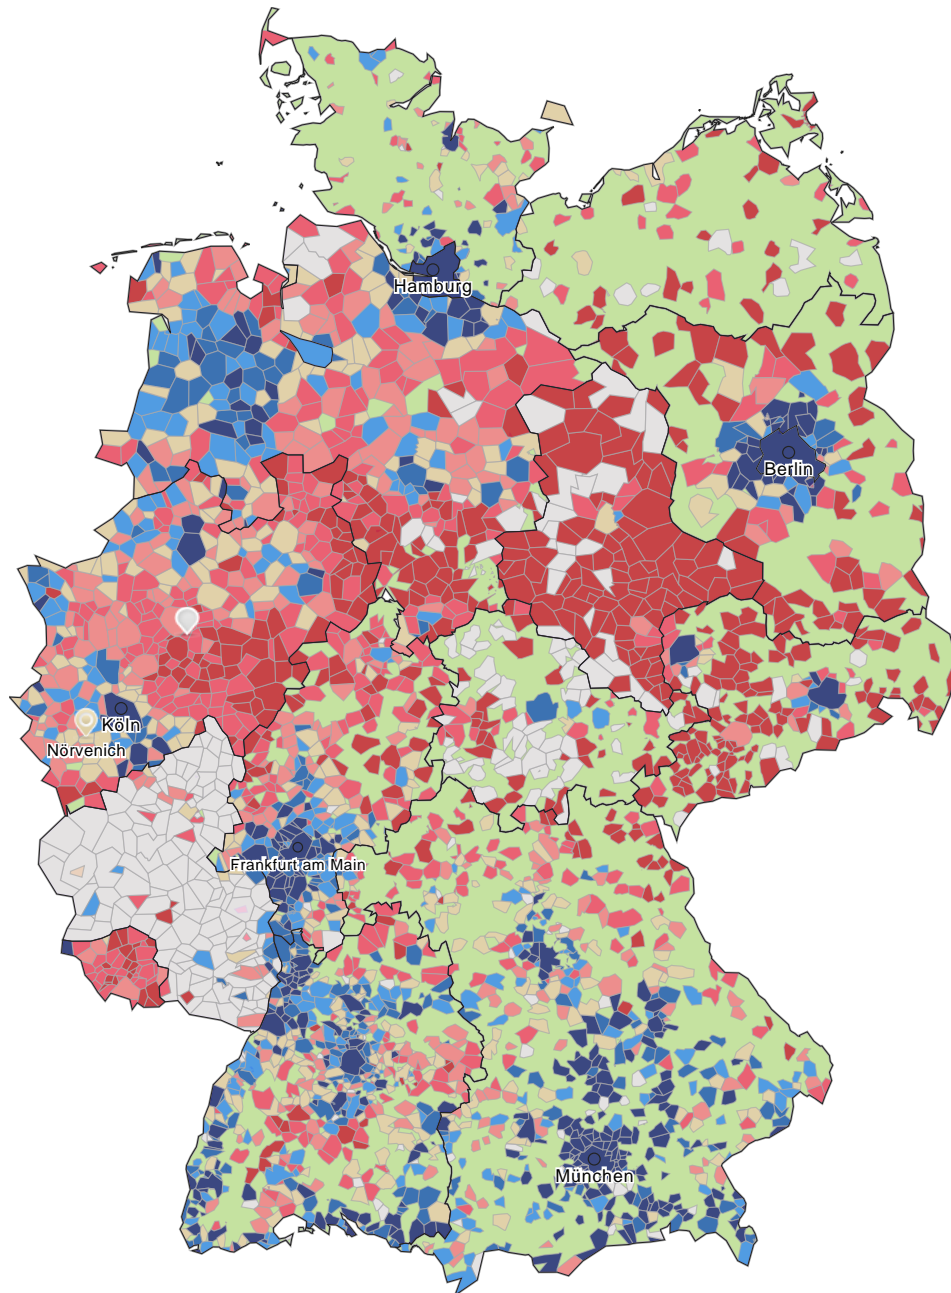 Hamburg
Berlin
Köln
Nörvenich
Frankfurt am Main
München